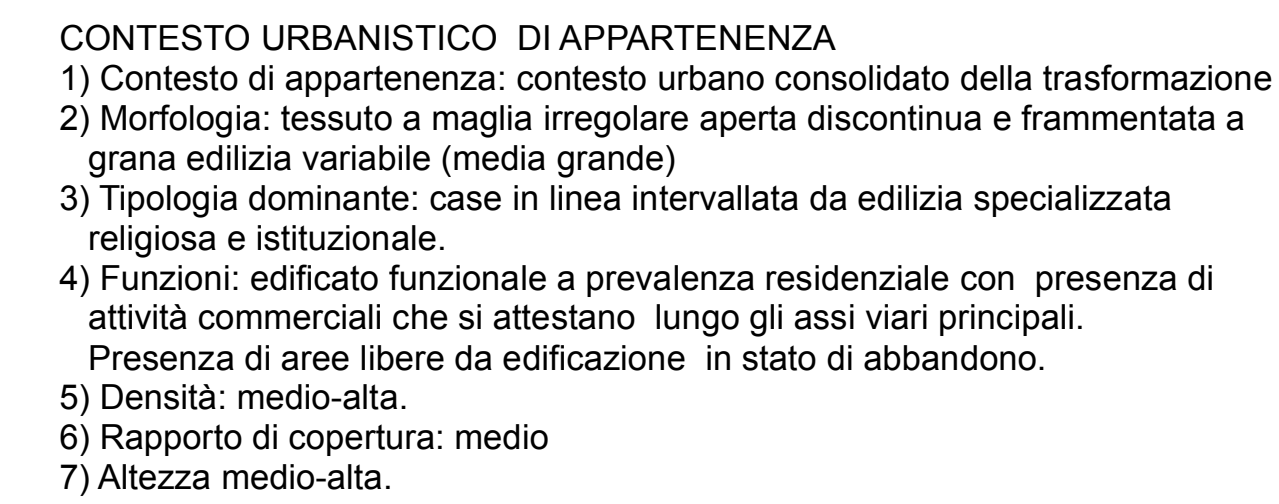 CONTESTO URBANISTICO  DI APPARTENENZA
1) Contesto di appartenenza: contesto urbano consolidato della trasformazione
2) Morfologia: tessuto a maglia irregolare aperta discontinua e frammentata a
grana edilizia variabile (media grande)
3) Tipologia dominante: case in linea intervallata da edilizia specializzata
religiosa e istituzionale.
4) Funzioni: edificato funzionale a prevalenza residenziale con  presenza di
attività commerciali che si attestano  lungo gli assi viari principali.
Presenza di aree libere da edificazione  in stato di abbandono.
5) Densità: medio-alta.
6) Rapporto di copertura: medio
7) Altezza medio-alta.